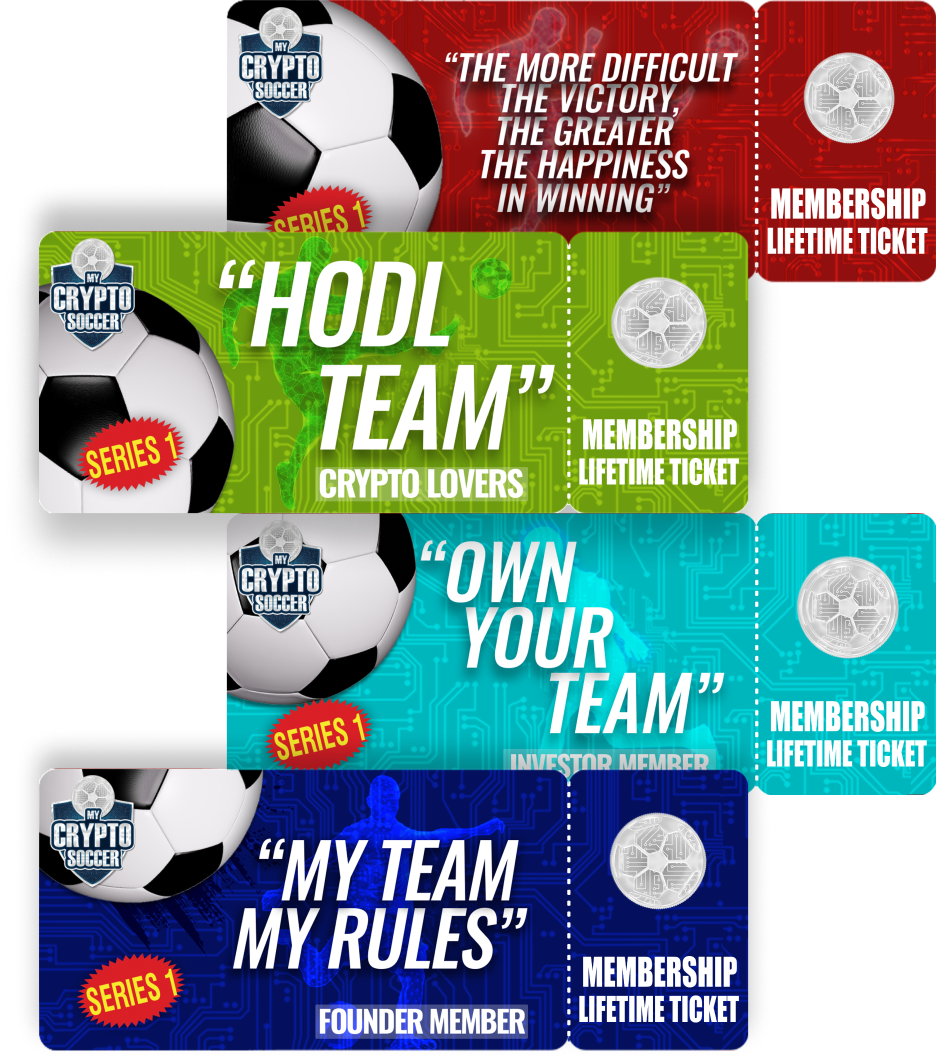 MY
CRYPTO
SOCCER
“THE MORE DIFFICULT
THE VICTORY,
THE GREATER
THE HAPPINESS
IN WINNING”
SERIES 1
MEMBERSHIP
LIFETIME TICKET
MY
CRYPTO
SOCCER
“HODL
TEAM”
SERIES 1
CRYPTO LOVERS
MEMBERSHIP
LIFETIME TICKET
MY
CRYPTO
SOCCER
“OWN
YOUR
TEAM”
SERIES 1
INVESTOR MEMBER
MEMBERSHIP
LIFETIME TICKET
MY
CRYPTO
SOCCER
“MY TEAM
MY RULES”
SERIES 1
FOUNDER MEMBER
MEMBERSHIP
LIFETIME TICKET